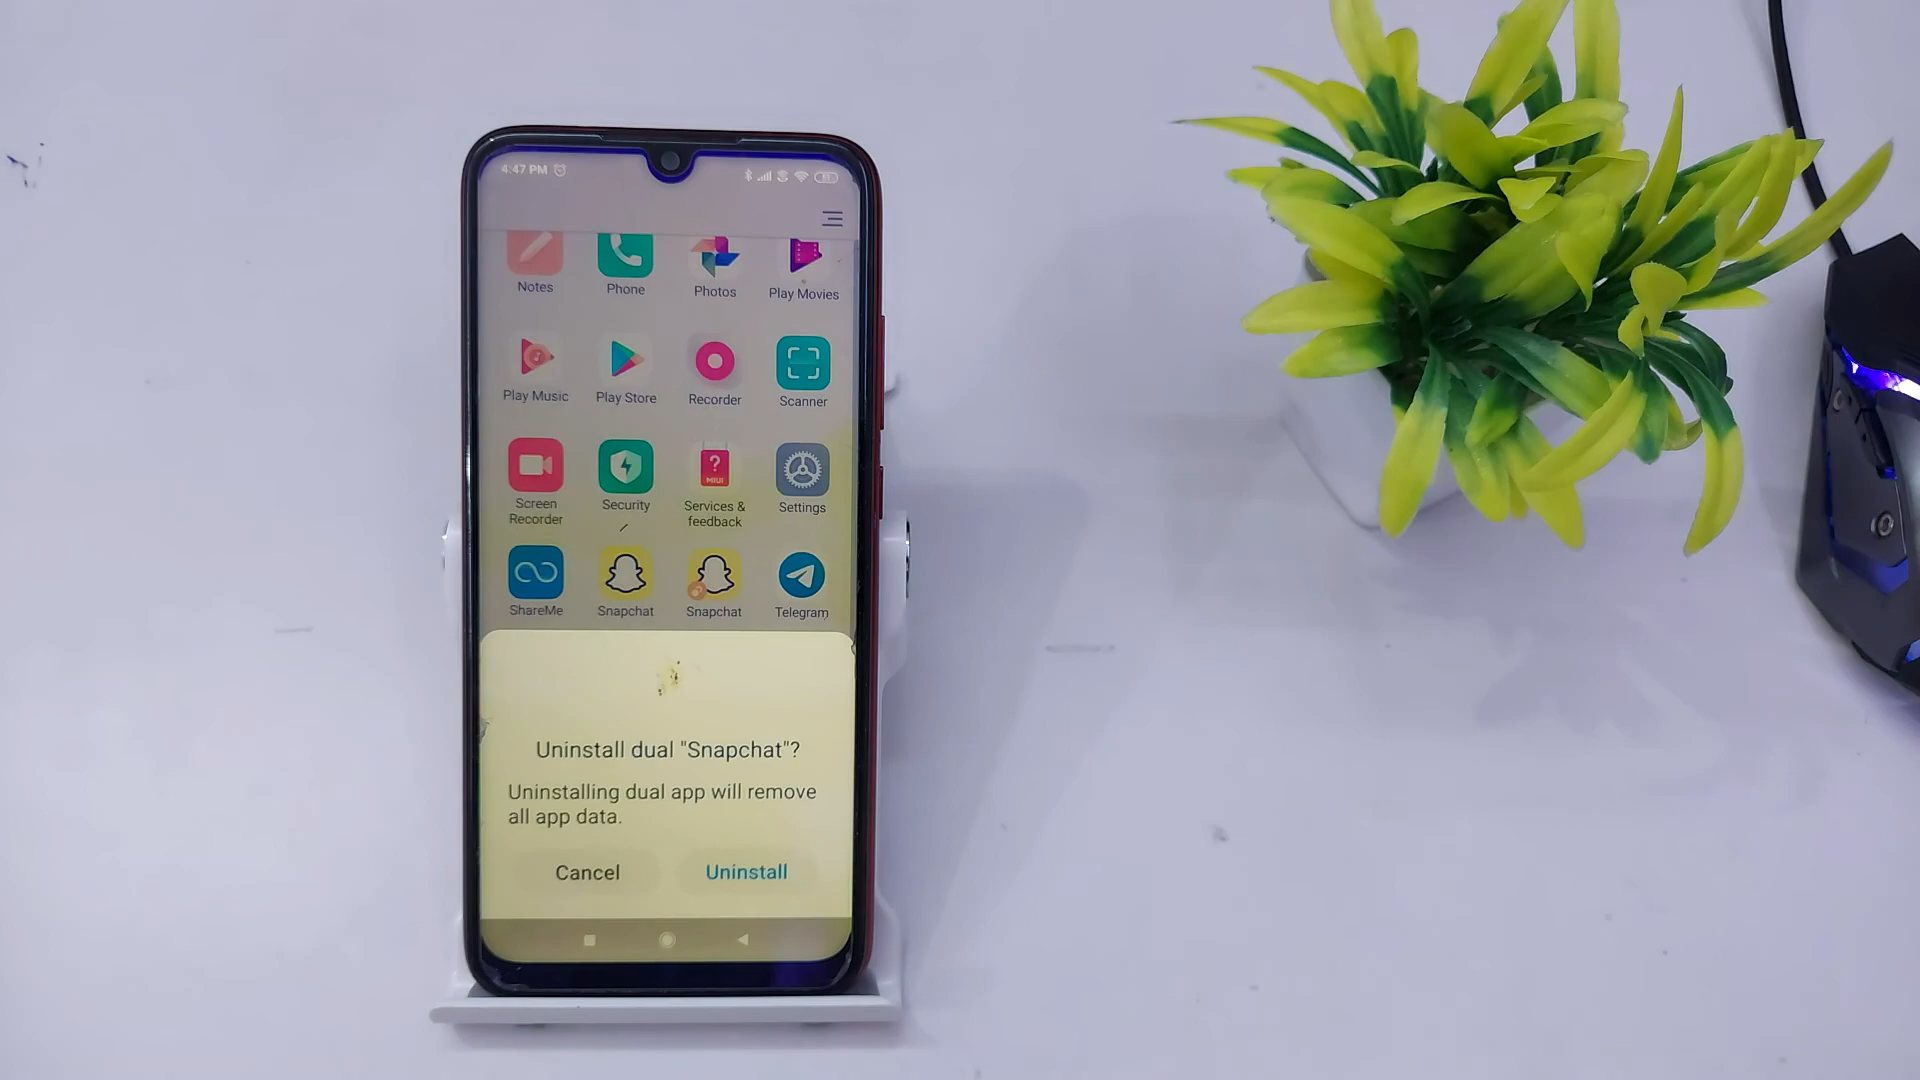 4:47 PM
Notes
Phone
Photos
Play Movies
Play Music
Play Store
Recorder
Scanner
Screen
Recorder
Security
MIUI
Services &
feedback
Settings
ShareMe
Snapchat
Snapchat
Telegram
Uninstall dual "Snapchat"?
Uninstalling dual app will remove
all app data.
Cancel
Uninstall